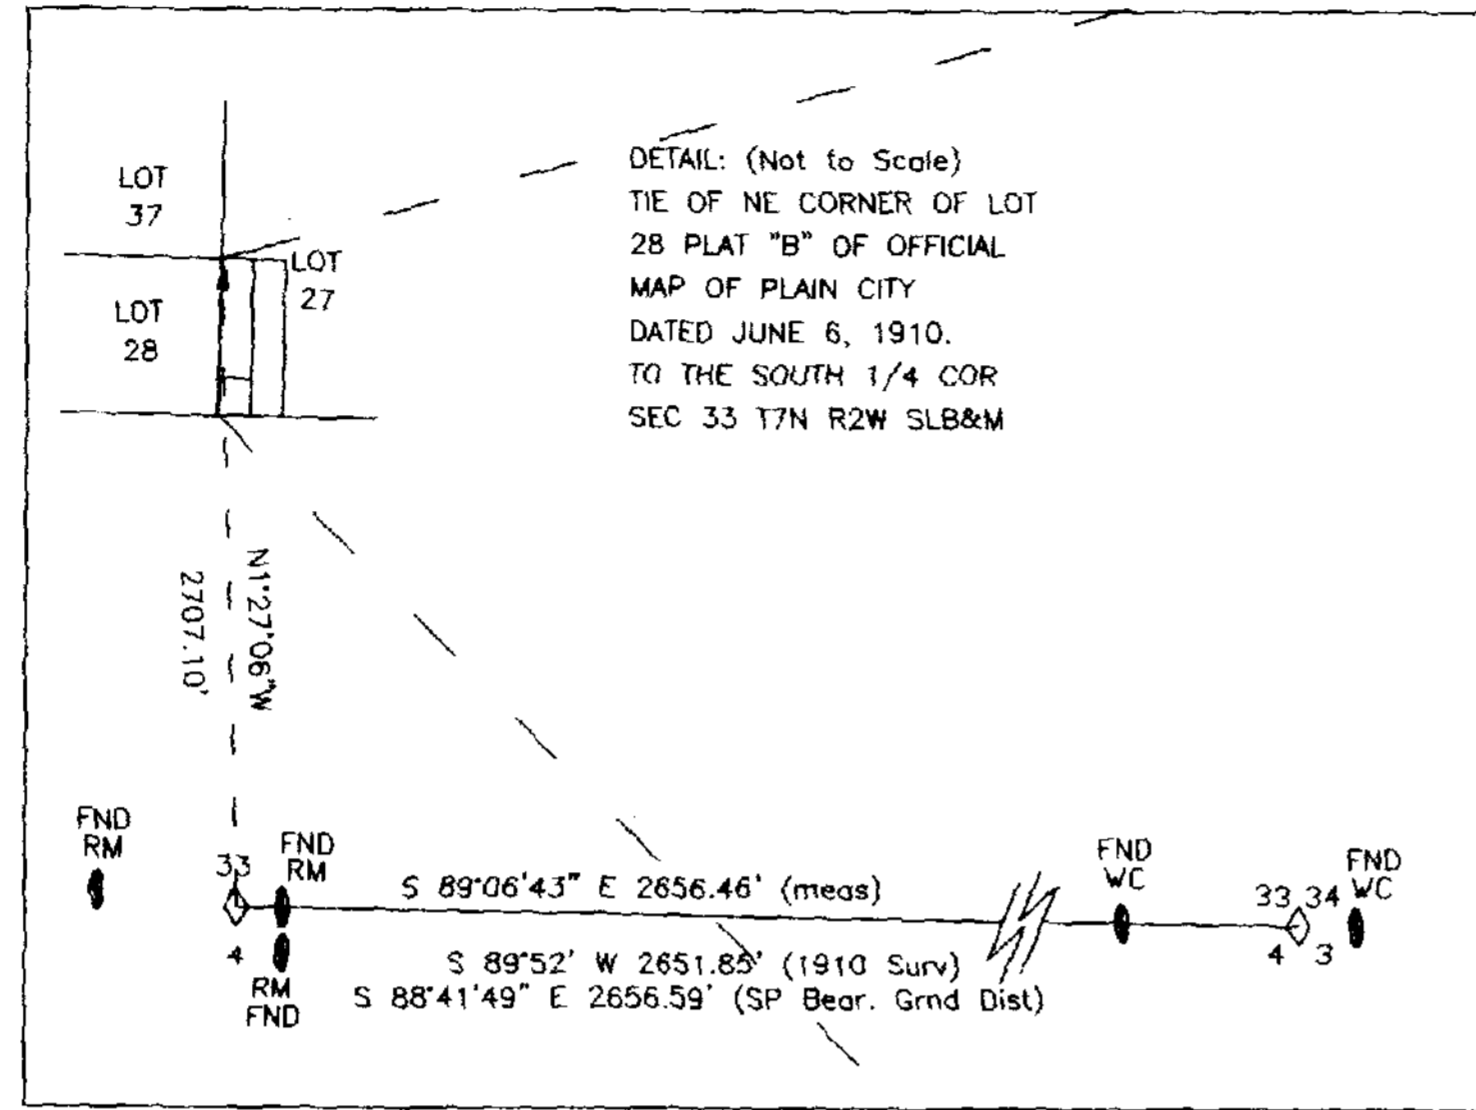 LOT
37
DETAIL: (Not to Scale)
TIE OF NE CORNER OF LOT
28 PLAT "B" OF OFFICIAL
MAP OF PLAIN CITY
DATED JUNE 6, 1910.
TO THE SOUTH 1/4 COR
SEC 33 T7N R2W SLB&M
LOT
27
LOT
28
N1°27'06"W
2707.10'
FND
RM
33
4
FND
RM
RM
FND
S 89°06'43" E 2656.46' (meas)
S 89°52' W 2651.85' (1910 Surv)
S 88°41'49" E 2656.59' (SP Bear. Grnd Dist)
FND
WC
33 34
4 3
FND
WC